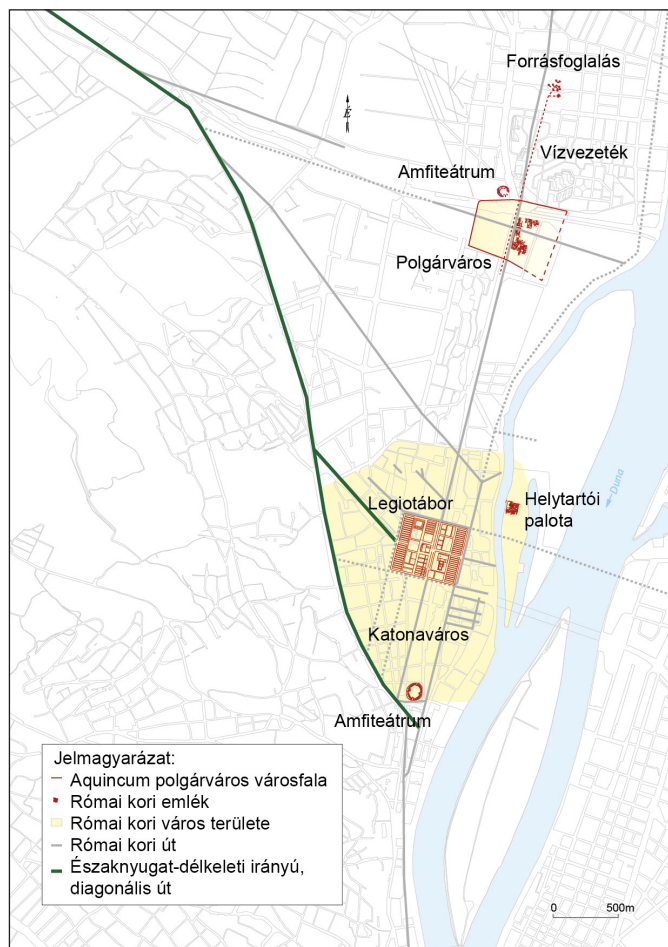 Forrásfoglalás
É
Vízvezeték
Amfiteátrum
Polgárváros
Duna
Legiotábor
Helytartói
palota
Katonaváros
Amfiteátrum
Jelmagyarázat:
Aquincum polgárváros városfala
Római kori emlék
Római kori város területe
Római kori út
Északnyugat-délkeleti irányú,
diagonális út
0 500m